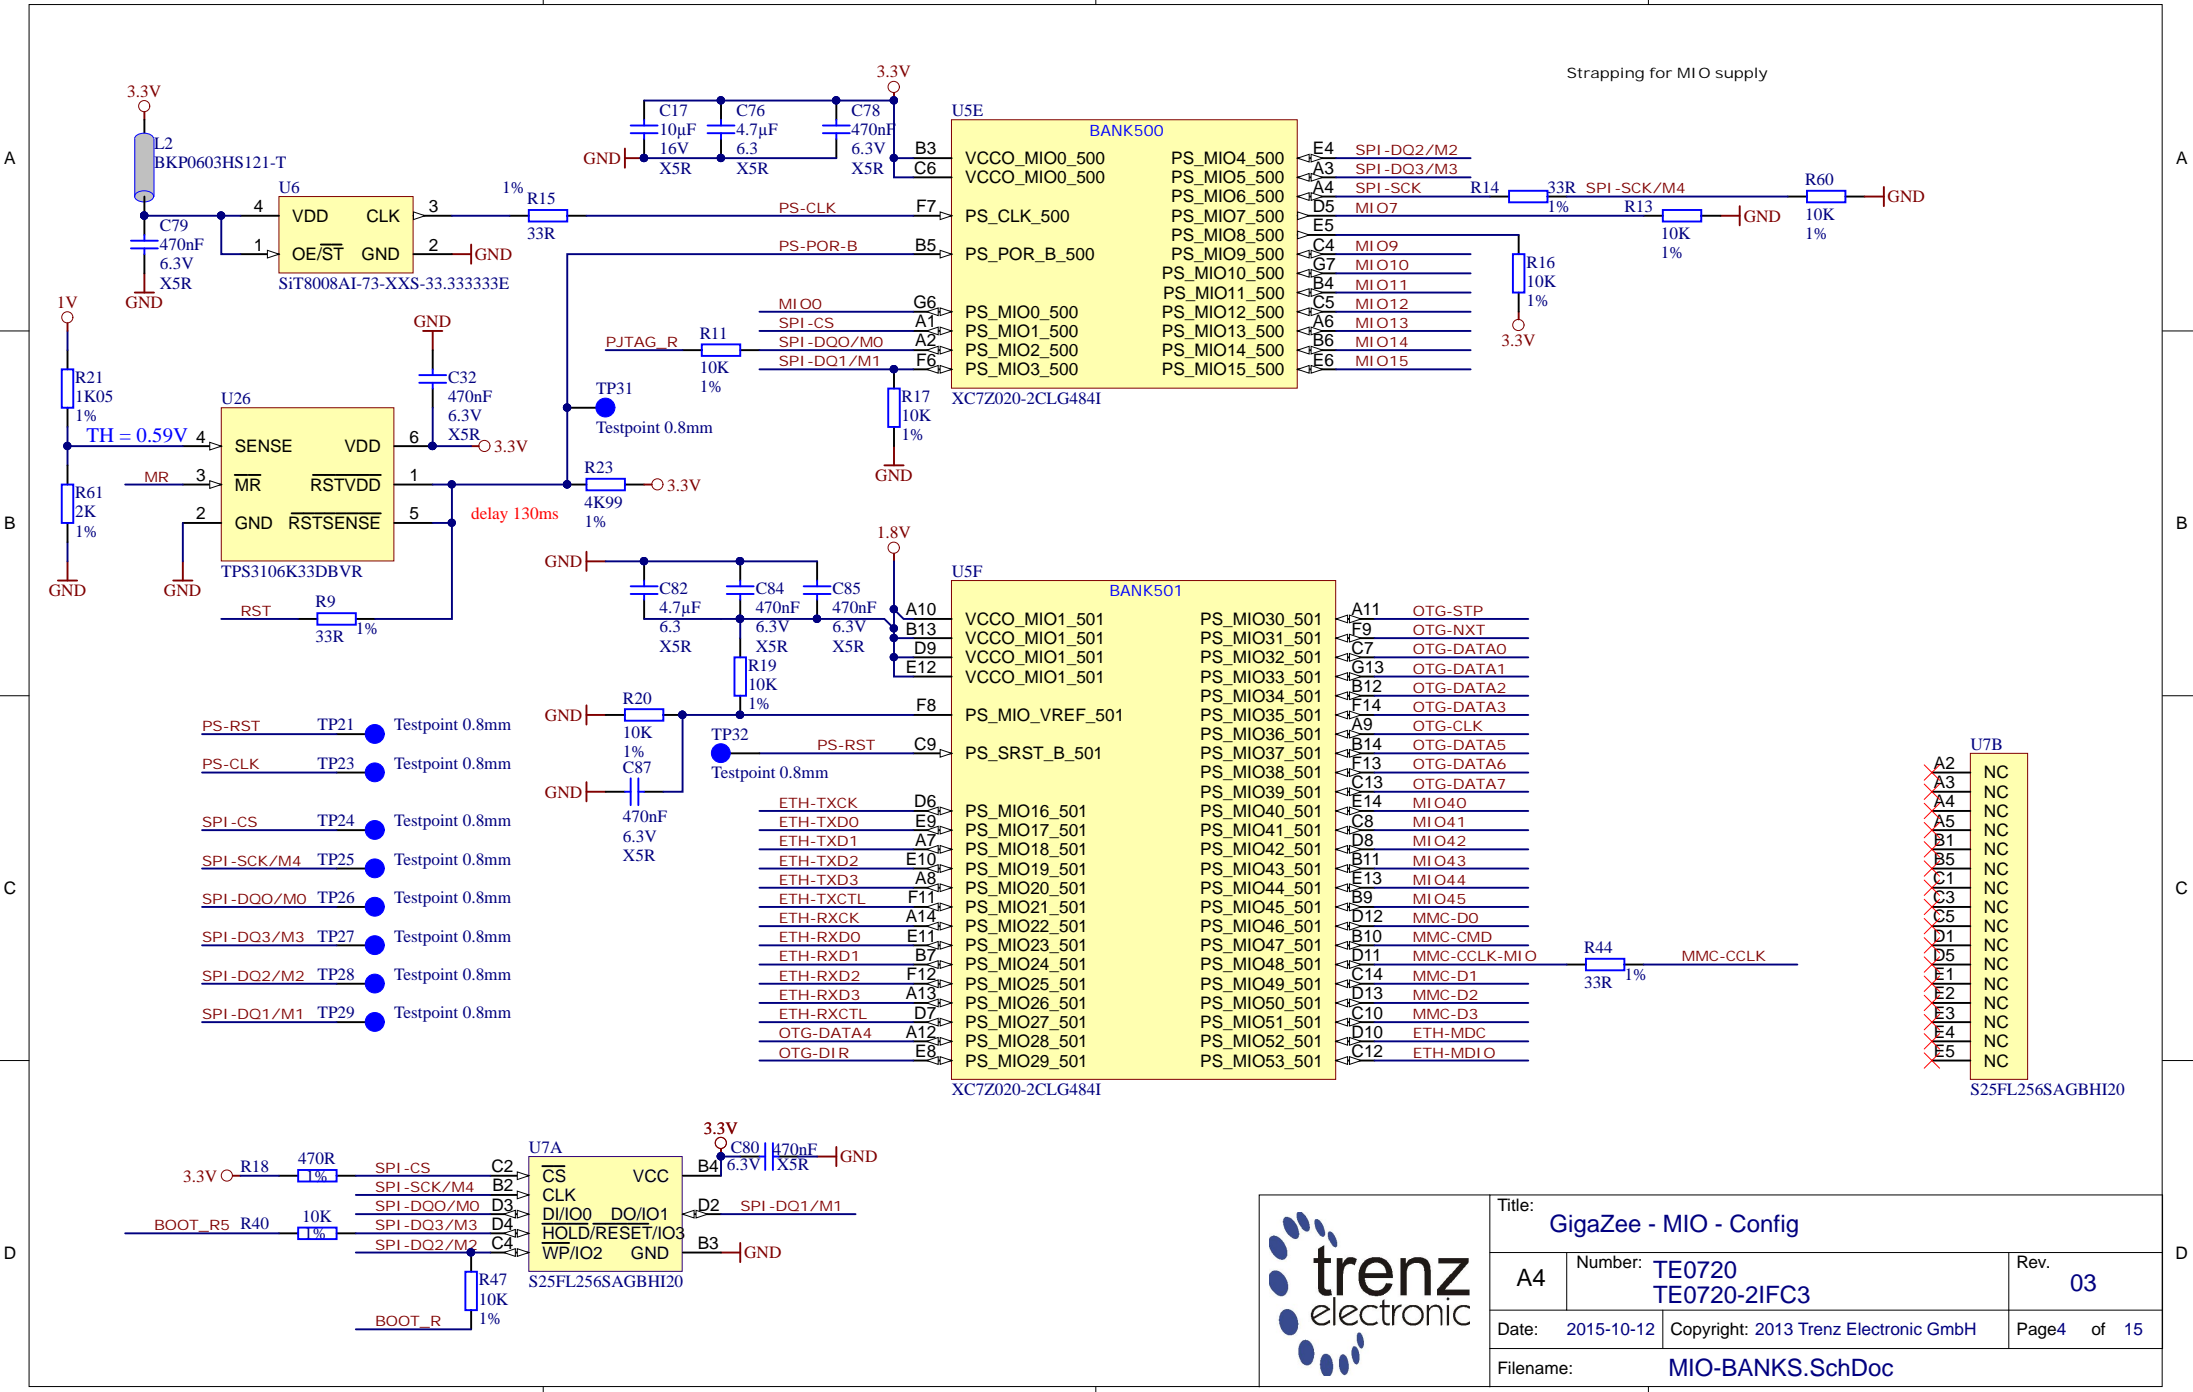 Strapping for MIO supply
3.3V
L2
BKP0603HS121-T
U6
4 VDD CLK 3
1 OE/ST GND 2 GND
SiT8008AI-73-XXS-33.333333E
C79
470nF
6.3V
X5R
GND
1% R15
33R
PS-CLK
PS-POR-B
3.3V
C17
10µF
16V
X5R
C76
4.7µF
6.3
X5R
C78
470nF
6.3V
X5R
GND
U5E
BANK500
B3 VCCO_MIO0_500
C6 VCCO_MIO0_500
F7 PS_CLK_500
B5 PS_POR_B_500
MIO0 G6 PS_MIO0_500
SPI-CS A1 PS_MIO1_500
SPI-DQ0/M0 A2 PS_MIO2_500
SPI-DQ1/M1 F6 PS_MIO3_500
PS_MIO4_500 E4 SPI-DQ2/M2
PS_MIO5_500 A3 SPI-DQ3/M3
PS_MIO6_500 A4 SPI-SCK
PS_MIO7_500 D5 MIO7
PS_MIO8_500 E5
PS_MIO9_500 C4 MIO9
PS_MIO10_500 G7 MIO10
PS_MIO11_500 B4 MIO11
PS_MIO12_500 C5 MIO12
PS_MIO13_500 A6 MIO13
PS_MIO14_500 B6 MIO14
PS_MIO15_500 E6 MIO15
XC7Z020-2CLG484I
R14 33R SPI-SCK/M4
1%
R60
10K
1%
GND
R13
10K
1%
GND
R16
10K
1%
3.3V
PJTAG_R R11
10K
1%
R17
10K
1%
GND
TP31
Testpoint 0.8mm
1V
R21
1K05
1%
TH = 0.59V
R61
2K
1%
GND
MR
GND
GND
C32
470nF
6.3V
X5R
3.3V
U26
4 SENSE VDD 6
3 MR RSTVDD 1
2 GND RSTSENSE 5
TPS3106K33DBVR
delay 130ms
R23
4K99
1%
3.3V
RST R9
33R 1%
1.8V
GND
C82
4.7µF
6.3
X5R
C84
470nF
6.3V
X5R
C85
470nF
6.3V
X5R
R19
10K
1%
GND R20
10K
1%
GND C87
470nF
6.3V
X5R
TP32
Testpoint 0.8mm
PS-RST
U5F
BANK501
A10 VCCO_MIO1_501
B13 VCCO_MIO1_501
D9 VCCO_MIO1_501
E12 VCCO_MIO1_501
F8 PS_MIO_VREF_501
C9 PS_SRST_B_501
ETH-TXCK D6 PS_MIO16_501
ETH-TXD0 E9 PS_MIO17_501
ETH-TXD1 A7 PS_MIO18_501
ETH-TXD2 E10 PS_MIO19_501
ETH-TXD3 A8 PS_MIO20_501
ETH-TXCTL F11 PS_MIO21_501
ETH-RXCK A14 PS_MIO22_501
ETH-RXD0 E11 PS_MIO23_501
ETH-RXD1 B7 PS_MIO24_501
ETH-RXD2 F12 PS_MIO25_501
ETH-RXD3 A13 PS_MIO26_501
ETH-RXCTL D7 PS_MIO27_501
OTG-DATA4 A12 PS_MIO28_501
OTG-DIR E8 PS_MIO29_501
PS_MIO30_501 A11 OTG-STP
PS_MIO31_501 F9 OTG-NXT
PS_MIO32_501 C7 OTG-DATA0
PS_MIO33_501 G13 OTG-DATA1
PS_MIO34_501 B12 OTG-DATA2
PS_MIO35_501 F14 OTG-DATA3
PS_MIO36_501 A9 OTG-CLK
PS_MIO37_501 B14 OTG-DATA5
PS_MIO38_501 F13 OTG-DATA6
PS_MIO39_501 C13 OTG-DATA7
PS_MIO40_501 E14 MIO40
PS_MIO41_501 C8 MIO41
PS_MIO42_501 D8 MIO42
PS_MIO43_501 B11 MIO43
PS_MIO44_501 E13 MIO44
PS_MIO45_501 B9 MIO45
PS_MIO46_501 D12 MMC-D0
PS_MIO47_501 B10 MMC-CMD
PS_MIO48_501 D11 MMC-CCLK-MIO
PS_MIO49_501 C14 MMC-D1
PS_MIO50_501 D13 MMC-D2
PS_MIO51_501 C10 MMC-D3
PS_MIO52_501 D10 ETH-MDC
PS_MIO53_501 C12 ETH-MDIO
XC7Z020-2CLG484I
R44
33R 1%
MMC-CCLK
PS-RST TP21 Testpoint 0.8mm
PS-CLK TP23 Testpoint 0.8mm
SPI-CS TP24 Testpoint 0.8mm
SPI-SCK/M4 TP25 Testpoint 0.8mm
SPI-DQ0/M0 TP26 Testpoint 0.8mm
SPI-DQ3/M3 TP27 Testpoint 0.8mm
SPI-DQ2/M2 TP28 Testpoint 0.8mm
SPI-DQ1/M1 TP29 Testpoint 0.8mm
U7B
A2 NC
A3 NC
A4 NC
A5 NC
B1 NC
B5 NC
C1 NC
C3 NC
C5 NC
D1 NC
D5 NC
E1 NC
E2 NC
E3 NC
E4 NC
E5 NC
S25FL256SAGBHI20
3.3V R18 470R
1%
BOOT_R5 R40 10K
1%
U7A
SPI-CS C2 CS VCC B4
SPI-SCK/M4 B2 CLK
SPI-DQ0/M0 D3 DI/IO0 DO/IO1 D2 SPI-DQ1/M1
SPI-DQ3/M3 D4 HOLD/RESET/IO3
SPI-DQ2/M2 C4 WP/IO2 GND B3 GND
S25FL256SAGBHI20
3.3V
C80 470nF
6.3V X5R
GND
R47
10K
1%
BOOT_R
trenz
electronic
Title:
GigaZee - MIO - Config
A4
Number: TE0720
TE0720-2IFC3
Rev.
03
Date: 2015-10-12
Copyright: 2013 Trenz Electronic GmbH
Page4 of 15
Filename: MIO-BANKS.SchDoc
A
B
C
D
A
B
C
D